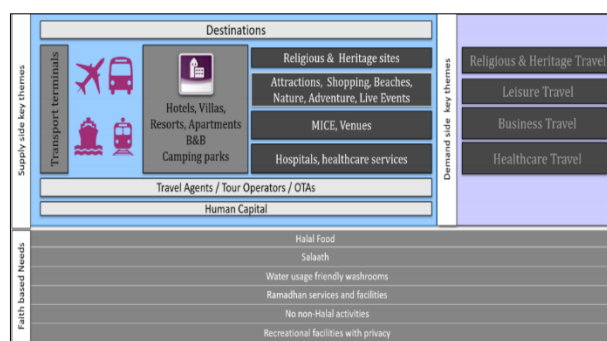 Supply side key themes
Destinations
Transport terminals
Hotels, Villas,
Resorts, Apartments
B&B
Camping parks
Religious & Heritage sites
Attractions, Shopping, Beaches,
Nature, Adventure, Live Events
MICE, Venues
Hospitals, healthcare services
Travel Agents / Tour Operators / OTAs
Human Capital
Demand side key themes
Religious & Heritage Travel
Leisure Travel
Business Travel
Healthcare Travel
Faith based Needs
Halal Food
Salaath
Water usage friendly washrooms
Ramadhan services and facilities
No non-Halal activities
Recreational facilities with privacy